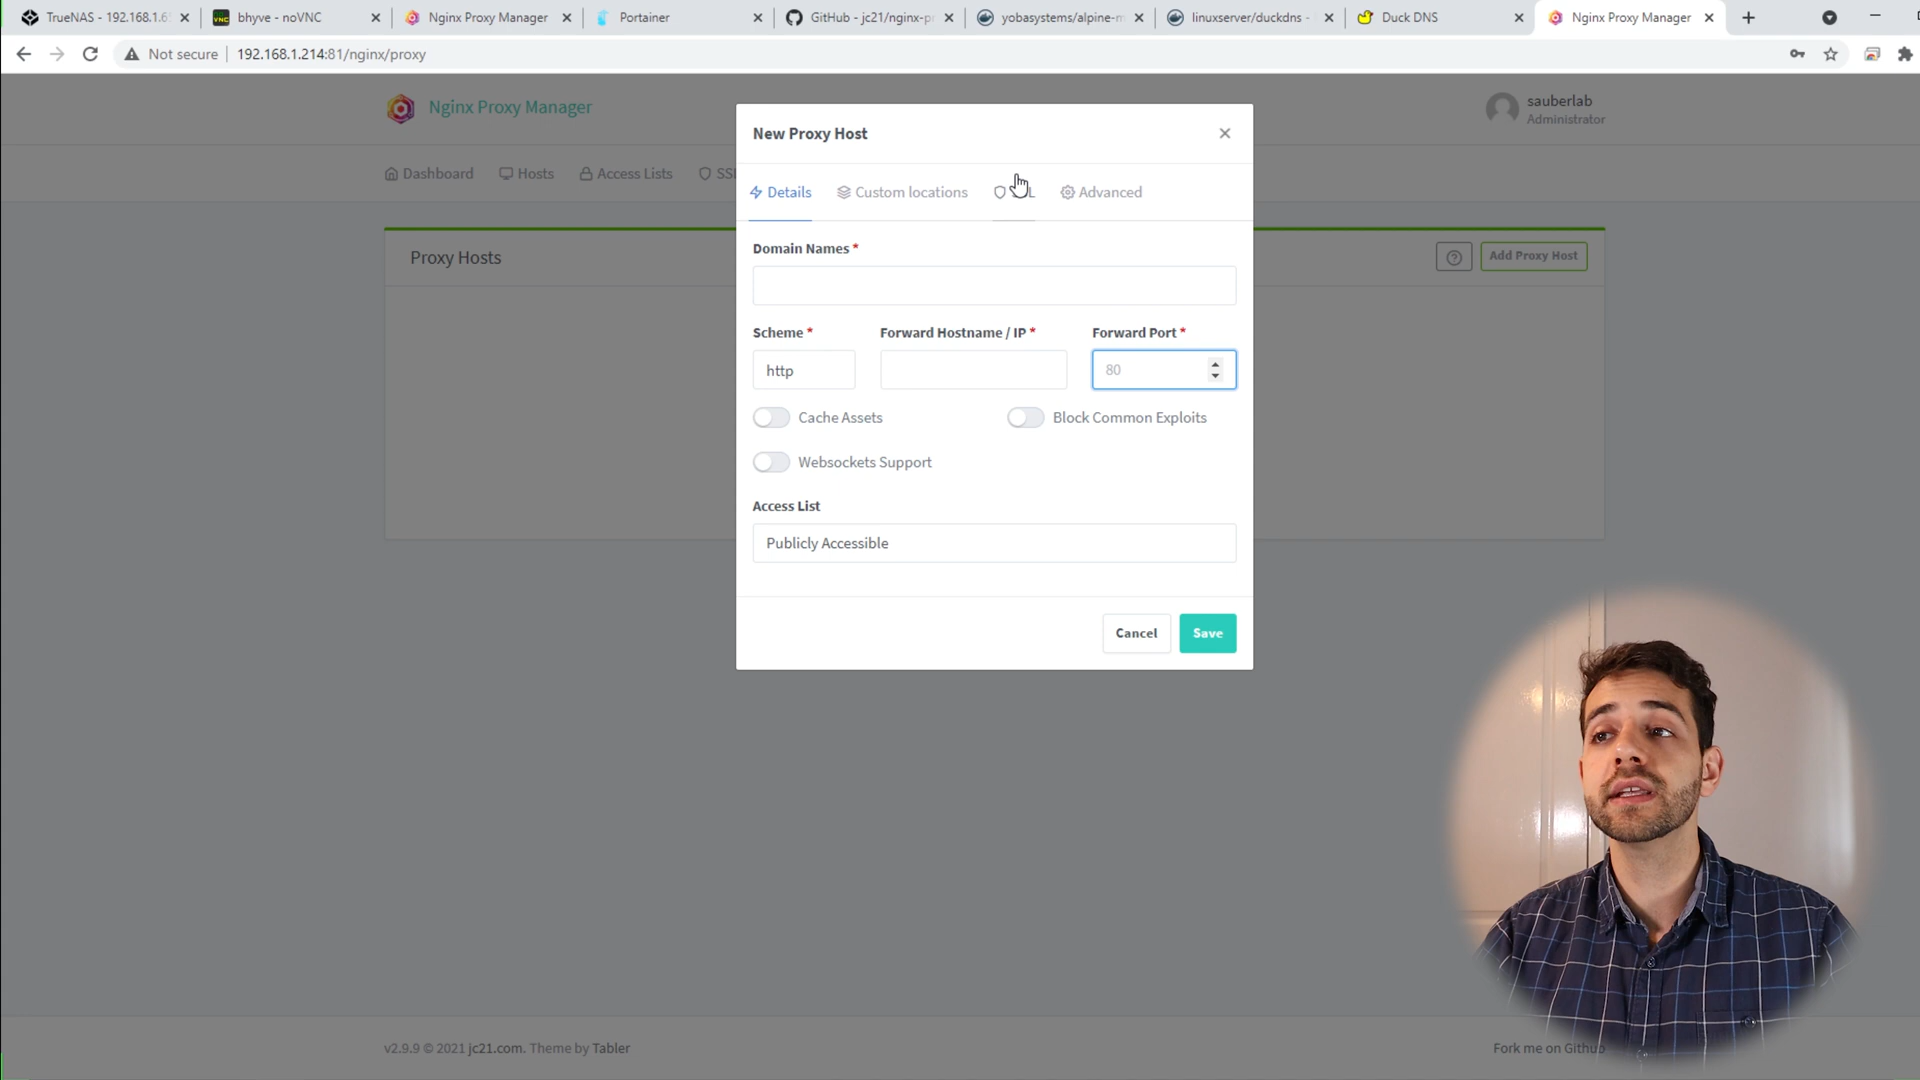 TrueNAS - 192.168.1.6
bhyve - noVNC
Nginx Proxy Manager
Portainer
GitHub - jc21/nginx-p
yobasystems/alpine-m
linuxserver/duckdns -
Duck DNS
Nginx Proxy Manager
Not secure
192.168.1.214:81/nginx/proxy
Nginx Proxy Manager
sauberlab
Administrator
Dashboard
Hosts
Access Lists
Proxy Hosts
Add Proxy Host
New Proxy Host
Details
Custom locations
Advanced
Domain Names *
Scheme *
Forward Hostname / IP *
Forward Port *
http
80
Cache Assets
Block Common Exploits
Websockets Support
Access List
Publicly Accessible
Cancel
Save
v2.9.9 © 2021 jc21.com. Theme by Tabler
Fork me on Github